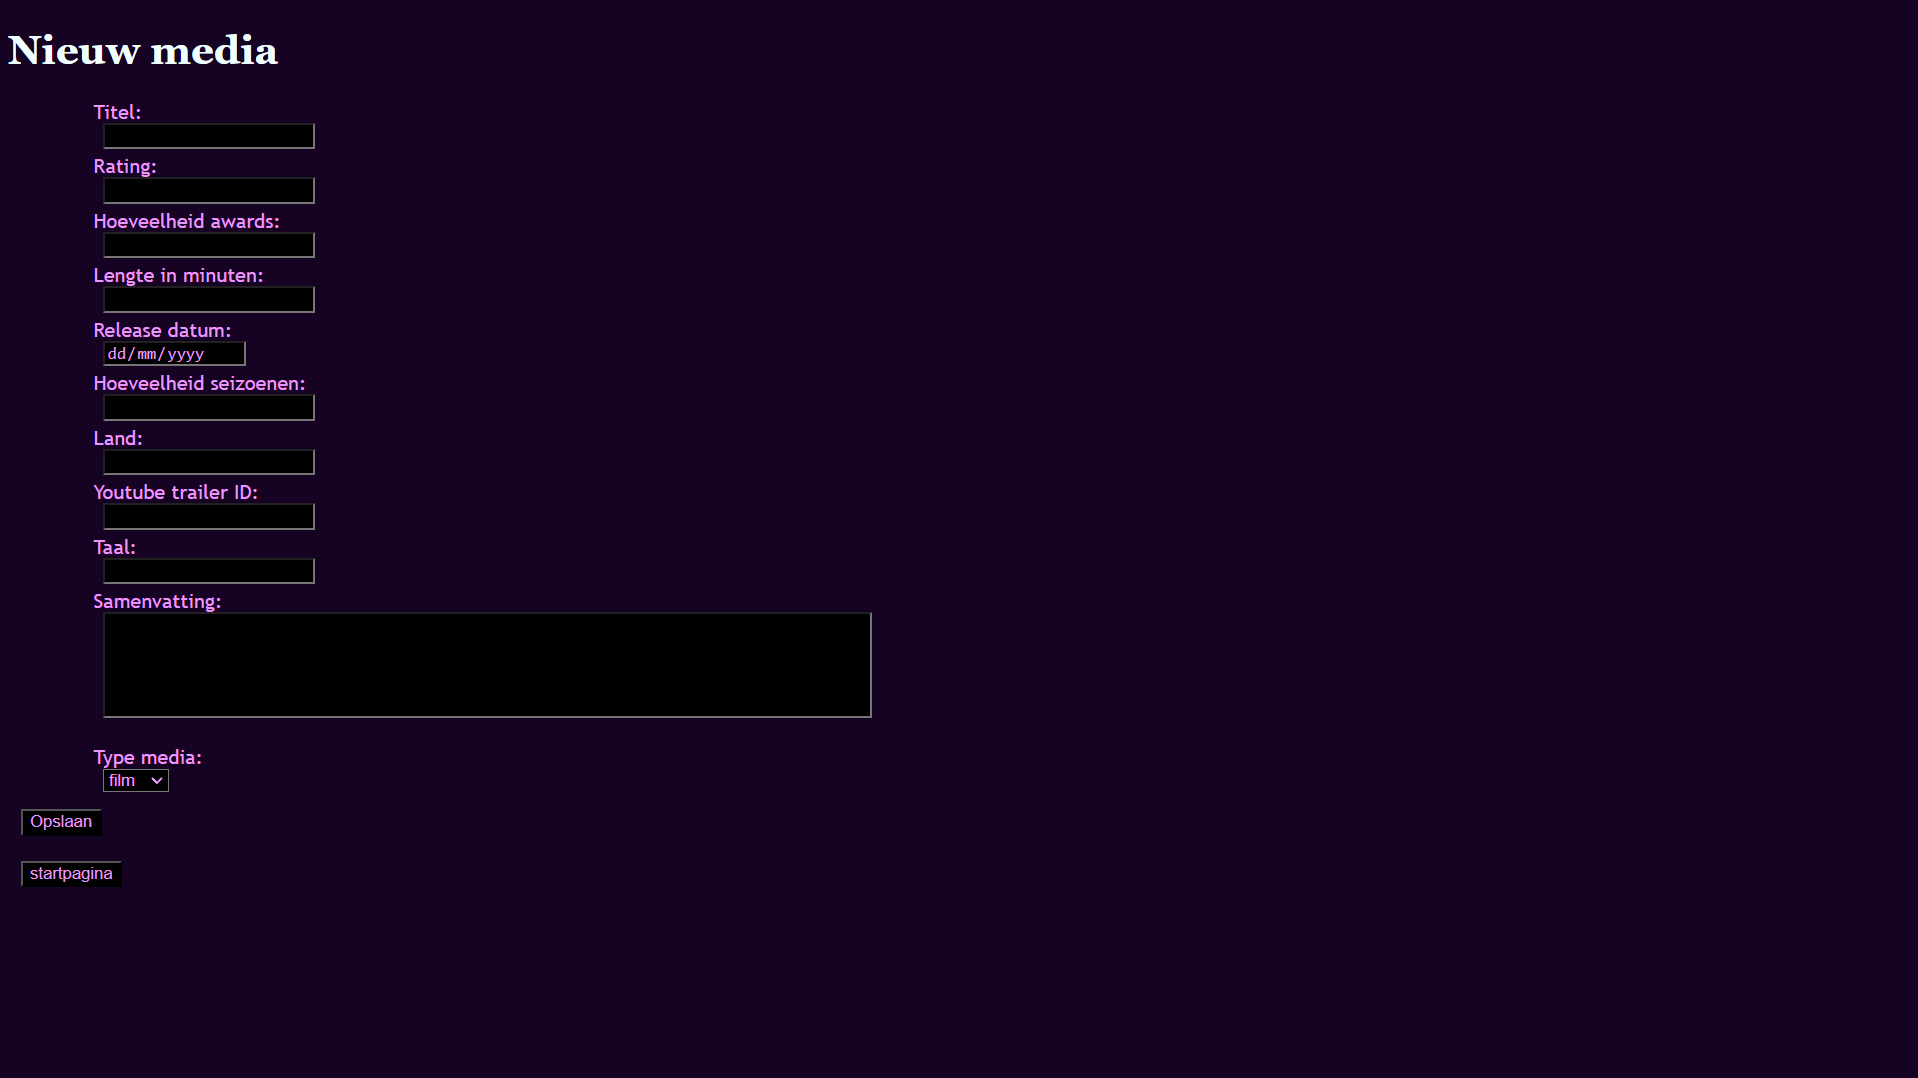 Nieuw media
Titel:
Rating:
Hoeveelheid awards:
Lengte in minuten:
Release datum:
dd/mm/yyyy
Hoeveelheid seizoenen:
Land:
Youtube trailer ID:
Taal:
Samenvatting:
Type media:
film
Opslaan
startpagina